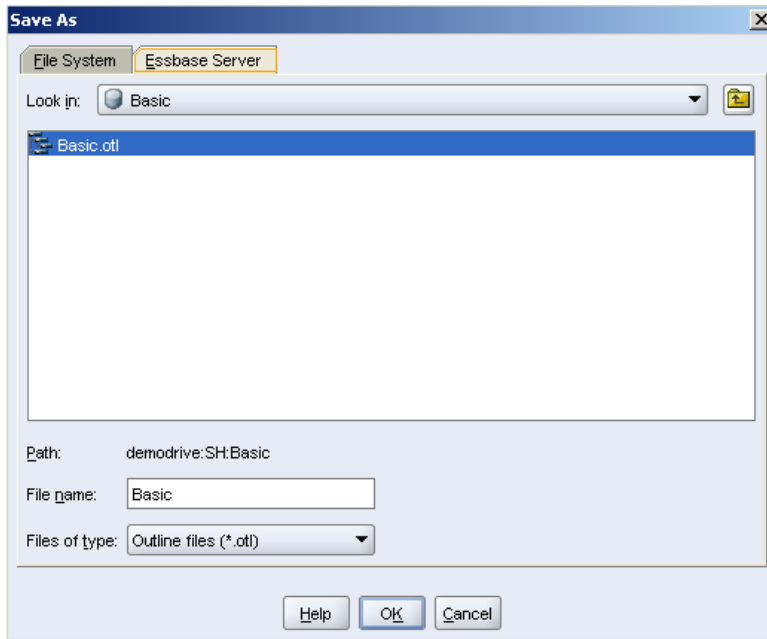 Save As
File System Essbase Server
Look in: Basic
Basic.otl
Path: demodrive:SH:Basic
File name: Basic
Files of type: Outline files (*.otl)
Help OK Cancel